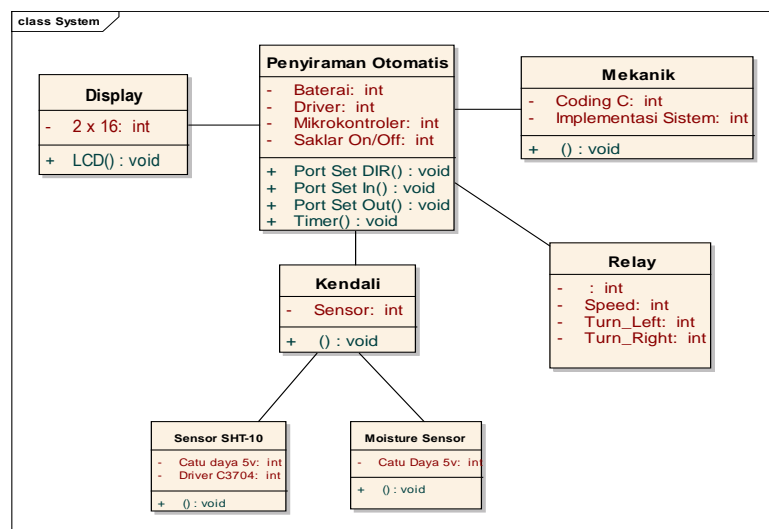 class System
Display
- 2 x 16: int
+ LCD() : void
Penyiraman Otomatis
- Baterai: int
- Driver: int
- Mikrokontroler: int
- Saklar On/Off: int
+ Port Set DIR() : void
+ Port Set In() : void
+ Port Set Out() : void
+ Timer() : void
Mekanik
- Coding C: int
- Implementasi Sistem: int
+ () : void
Kendali
- Sensor: int
+ () : void
Relay
- : int
- Speed: int
- Turn_Left: int
- Turn_Right: int
Sensor SHT-10
- Catu daya 5v: int
- Driver C3704: int
+ () : void
Moisture Sensor
- Catu Daya 5v: int
+ () : void